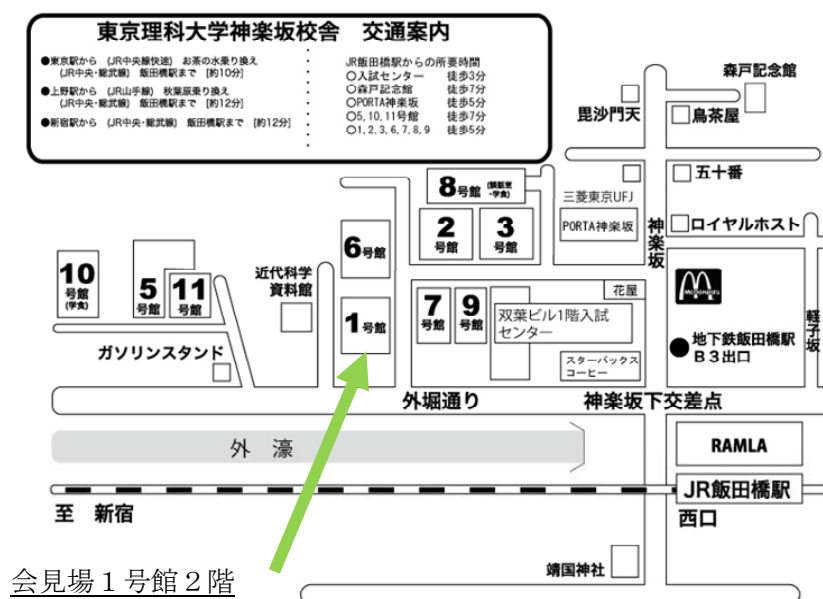 東京理科大学神楽坂校舎　交通案内
●東京駅から　(JR中央線快速)　お茶の水乗り換え
(JR中央・総武線)　飯田橋駅まで　[約10分]
●上野駅から　(JR山手線)　秋葉原乗り換え
(JR中央・総武線)　飯田橋駅まで　[約12分]
●新宿駅から　(JR中央・総武線)　飯田橋駅まで　[約12分]
JR飯田橋駅からの所要時間
○入試センター　徒歩3分
○森戸記念館　徒歩7分
○PORTA神楽坂　徒歩5分
○5, 10, 11号館　徒歩7分
○1, 2, 3, 6, 7, 8, 9　徒歩5分
森戸記念館
毘沙門天
鳥茶屋
五十番
三菱東京UFJ
PORTA神楽坂
神楽坂
ロイヤルホスト
8号館
・学食)
2
号館
3
号館
6号館
10
号館
(学食)
5
号館
11
号館
近代科学
資料館
1号館
7
号館
9
号館
花屋
双葉ビル1階入試
センター
スターバックス
コーヒー
McDonald's
地下鉄飯田橋駅
B3出口
軽子坂
ガソリンスタンド
外堀通り
神楽坂下交差点
外　濠
RAMLA
JR飯田橋駅
至　新宿
西口
靖国神社
会見場１号館２階